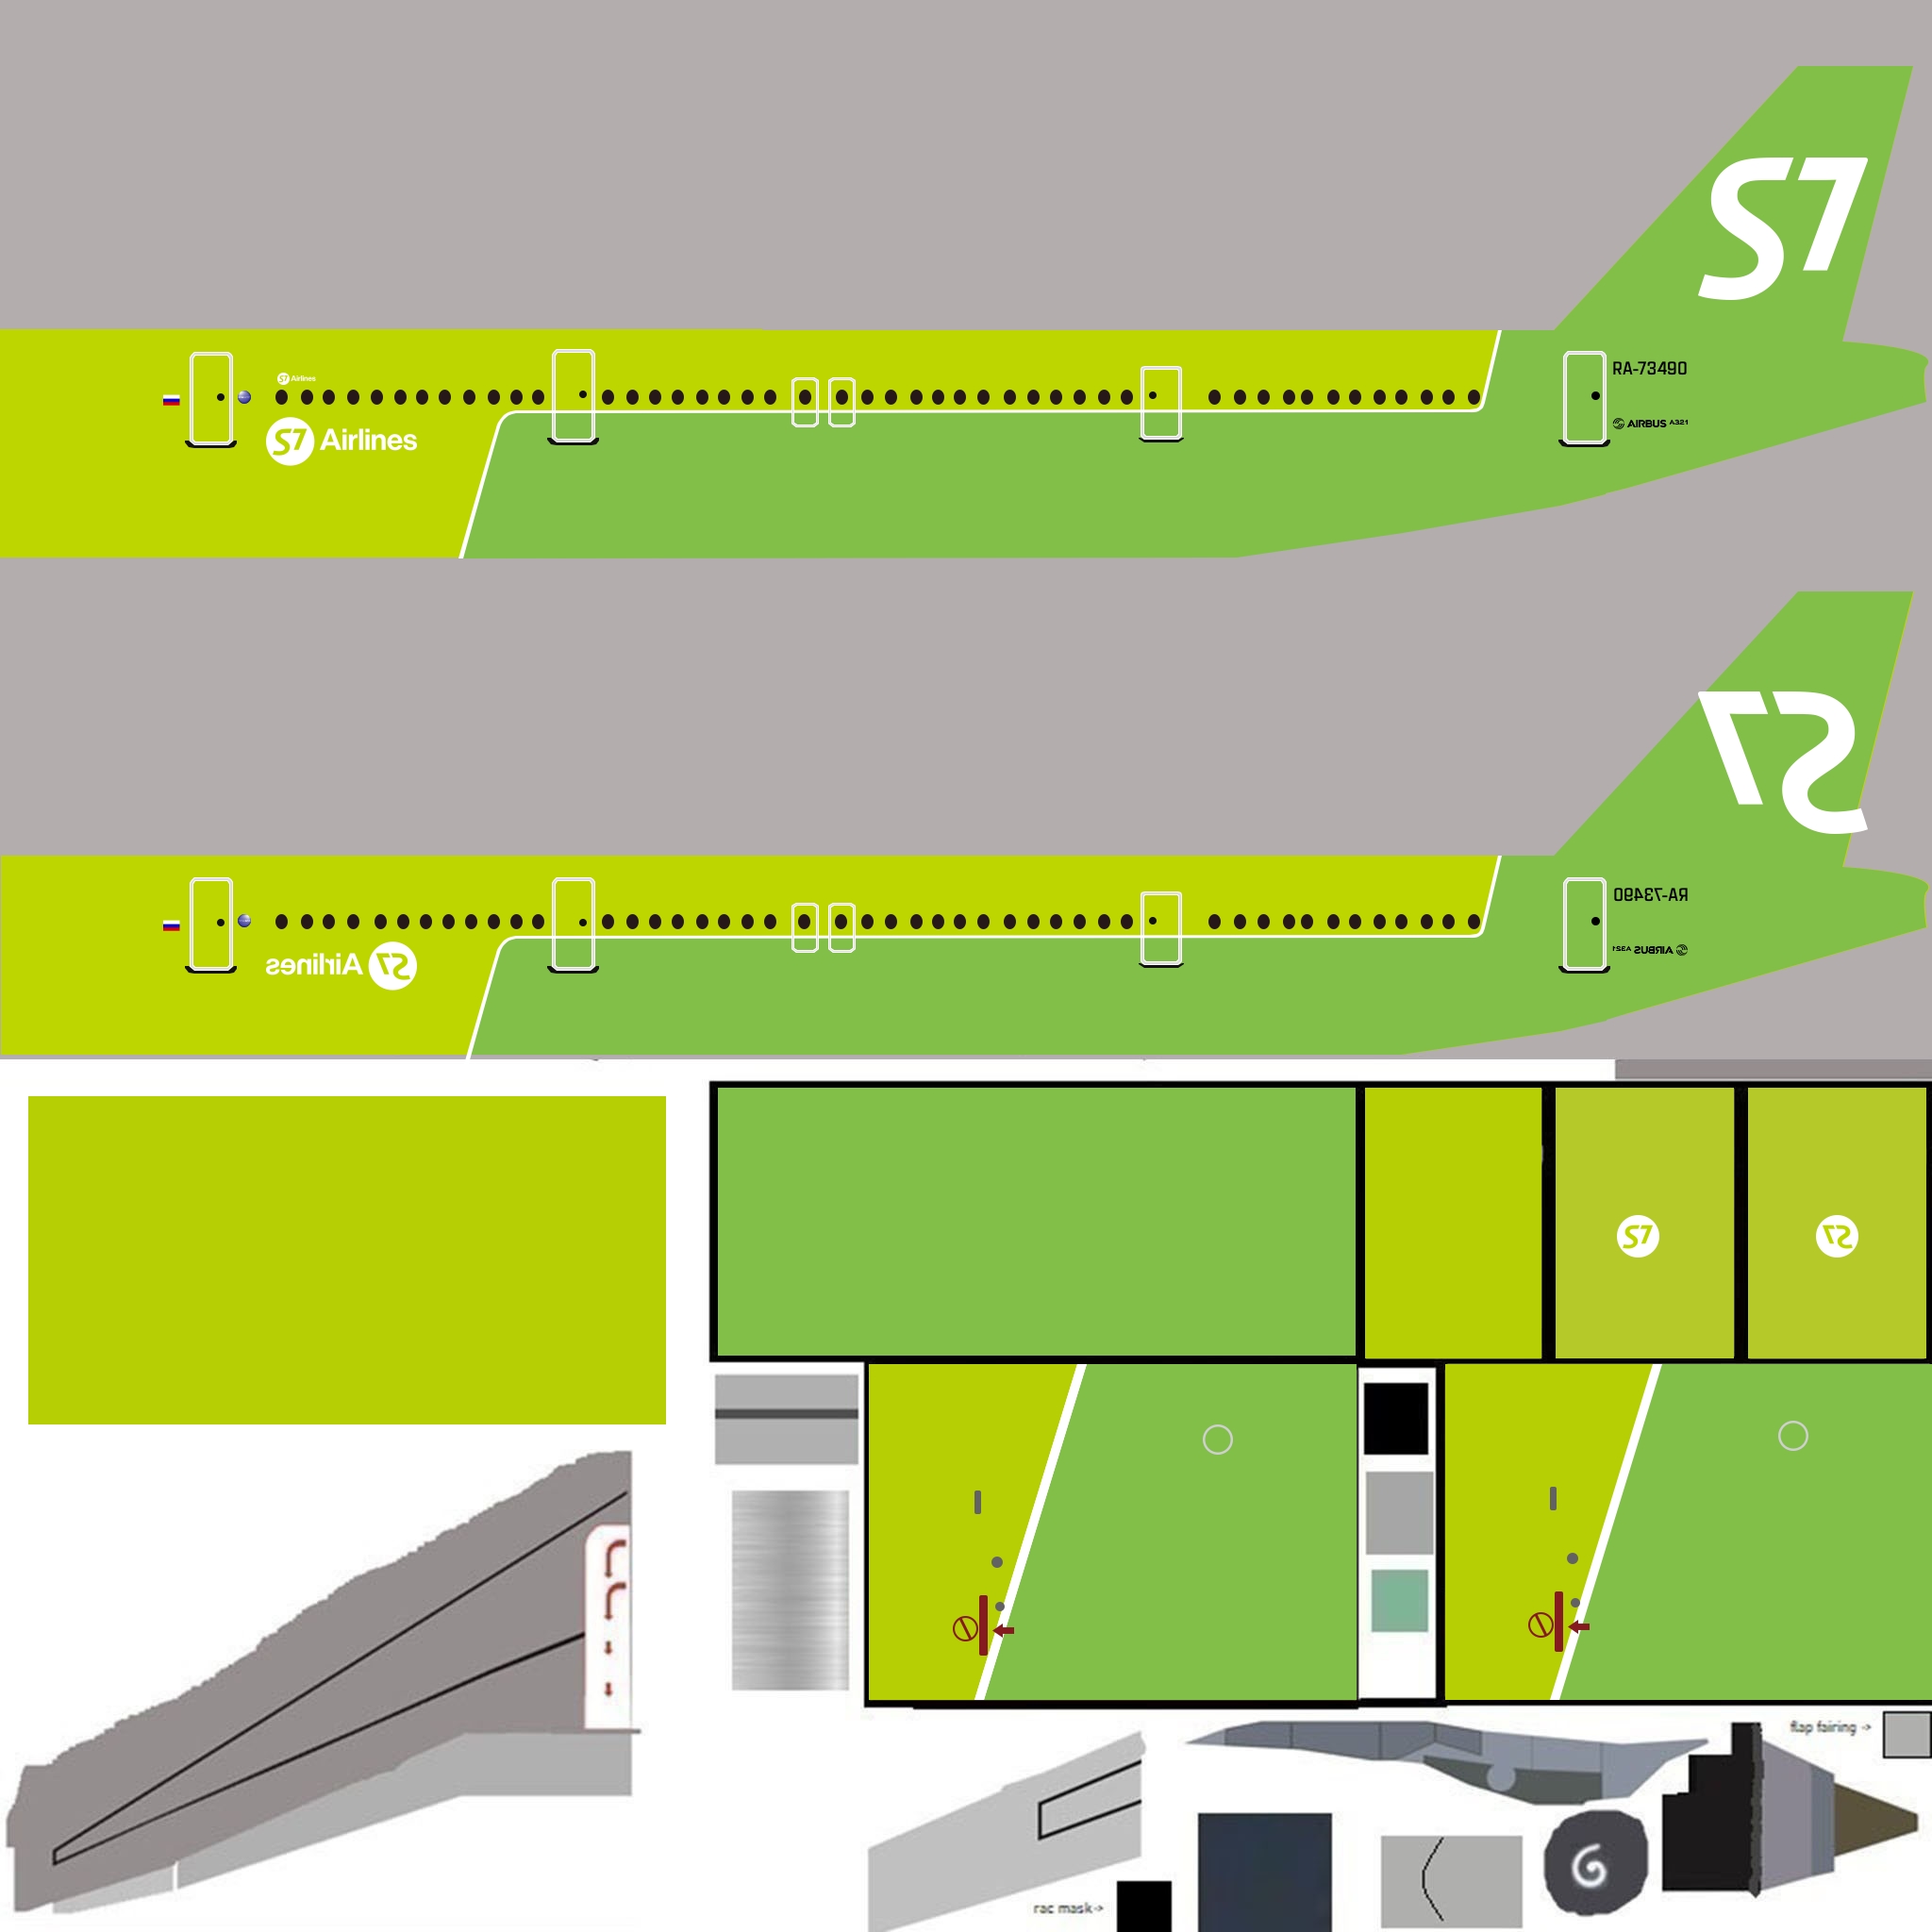 S7
RA-73490
S7 Airlines
S7 Airlines
AIRBUS A321
S7
RA-73490
S7 Airlines
AIRBUS A321
S7
S7
flap fairing ->
rac mask->